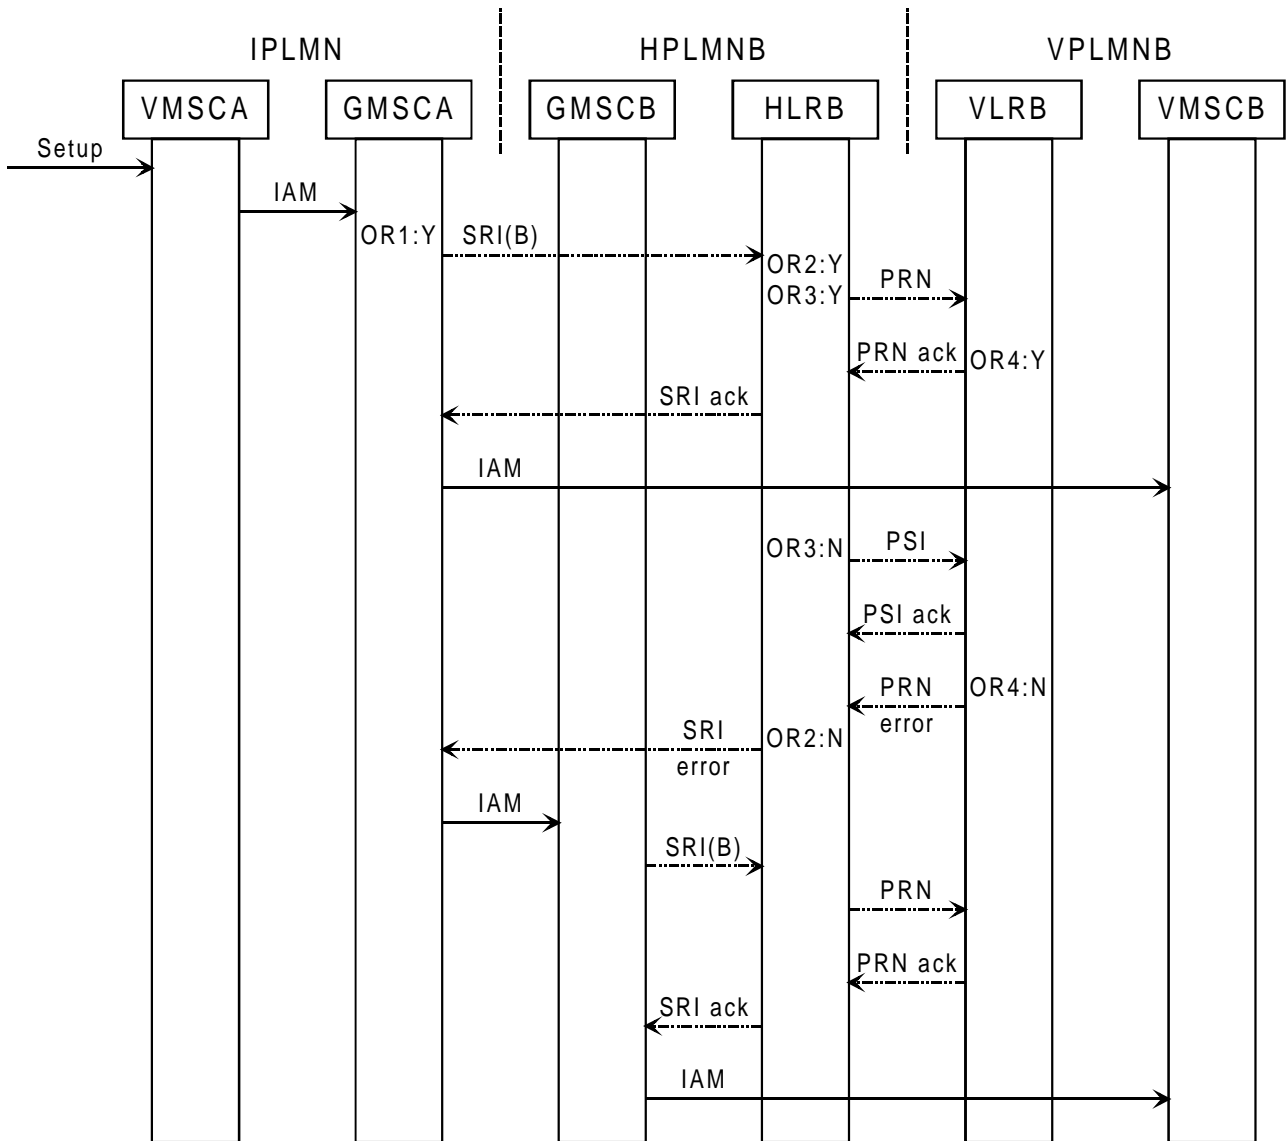 IPLMN HPLMNB VPLMNB
VMSCA GMSCA GMSCB HLRB VLRB VMSCB
Setup
IAM
OR1:Y SRI(B)
OR2:Y
PRN
OR3:Y
PRN ack OR4:Y
SRI ack
IAM
OR3:N PSI
PSI ack
PRN OR4:N
error
SRI OR2:N
error
IAM
SRI(B)
PRN
PRN ack
SRI ack
IAM